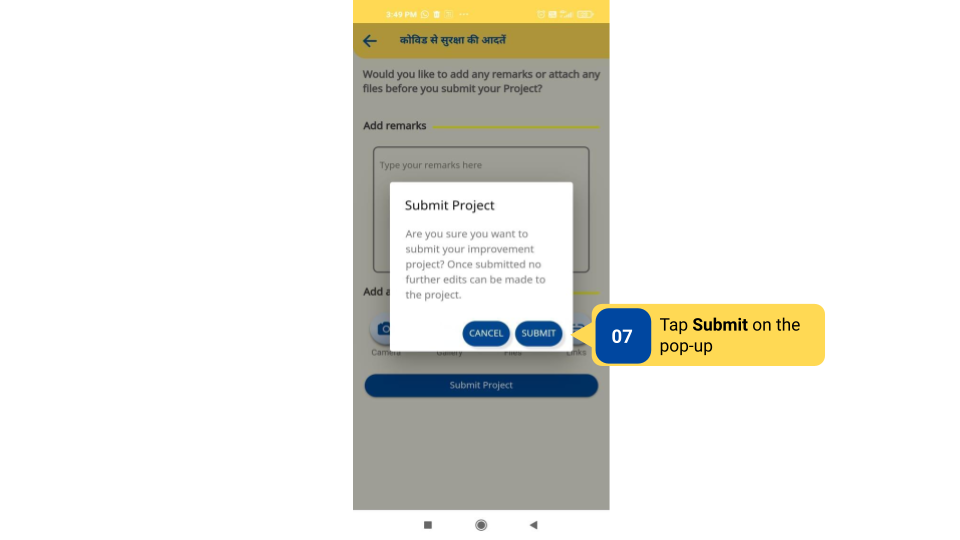 3:49 PM
कोविड से सुरक्षा की आदतें
Would you like to add any remarks or attach any
files before you submit your Project?
Add remarks
Type your remarks here
Submit Project
Are you sure you want to
submit your improvement
project? Once submitted no
further edits can be made to
the project.
CANCEL SUBMIT
Add a
Camera Gallery Files Links
Submit Project
07
Tap Submit on the
pop-up